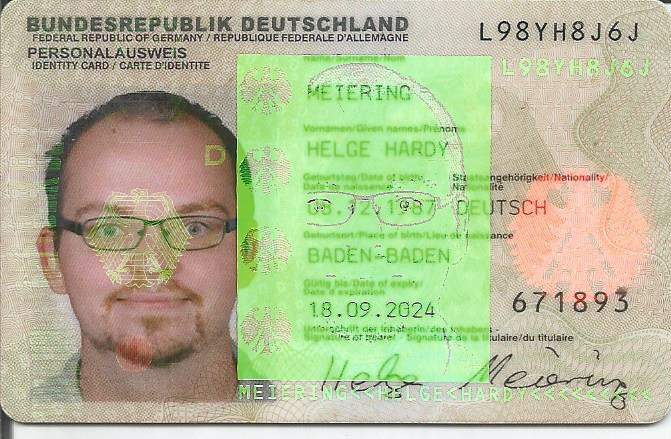 BUNDESREPUBLIK DEUTSCHLAND
FEDERAL REPUBLIC OF GERMANY / REPUBLIQUE FEDERALE D'ALLEMAGNE
PERSONALAUSWEIS
IDENTITY CARD / CARTE D'IDENTITE
L98YH8J6J
L98YH8J6J
Name/Surname/Nom
MEIERING
Vornamen/Given names/Prénoms
D
HELGE HARDY
Geburtstag/Date of birth/
Date de naissance
Staatsangehörigkeit/Nationality/
Nationalité
DEUTSCH
Geburtsort/Place of birth/Lieu de naissance
BADEN-BADEN
Gültig bis/Date of expiry/
Date d'expiration
18.09.2024
671893
Unterschrift der Inhaberin/des Inhabers -
Signature of bearer - Signature de la titulaire/du titulaire
Helge Meiering
MEIERING<<HELGE<HARDY<<<<<<<<<